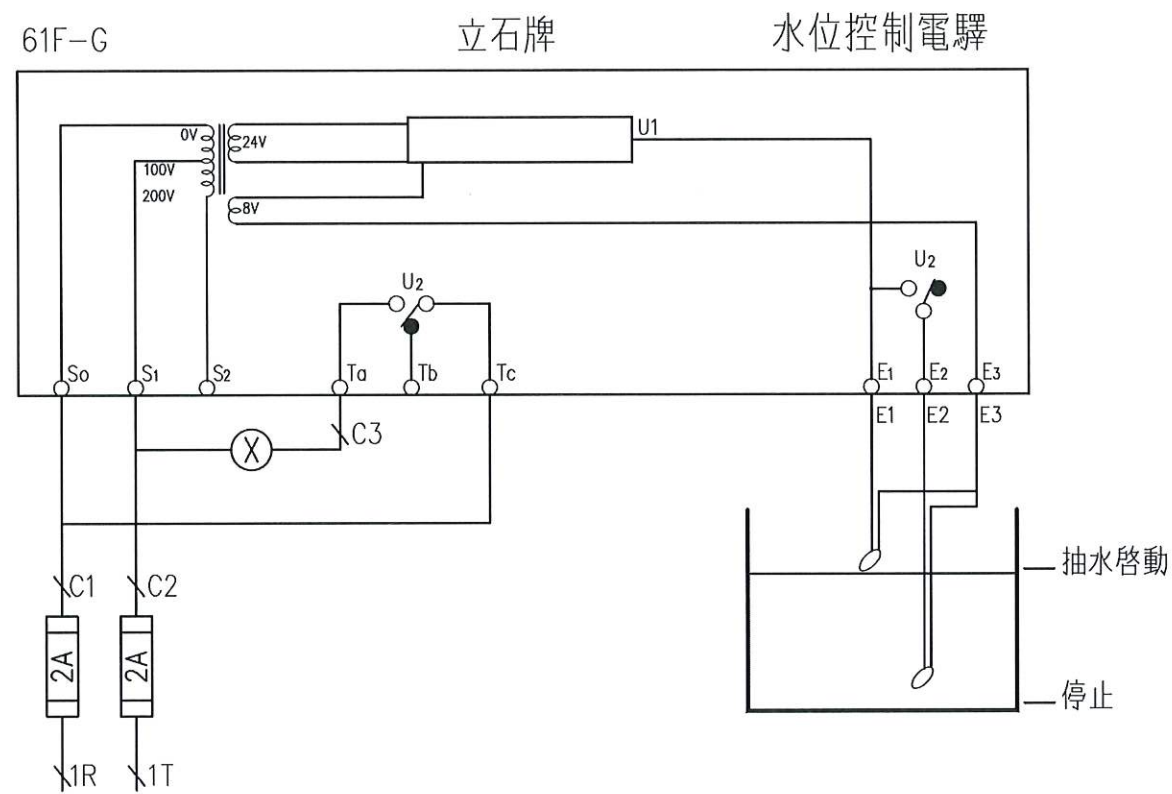 61F-G 立石牌 水位控制電驛
0V 24V U1
100V
200V 8V
U2
U2
So S1 S2 Ta Tb Tc E1 E2 E3
E1 E2 E3
X C3
抽水啓動
C1 C2
2A 2A
停止
1R 1T